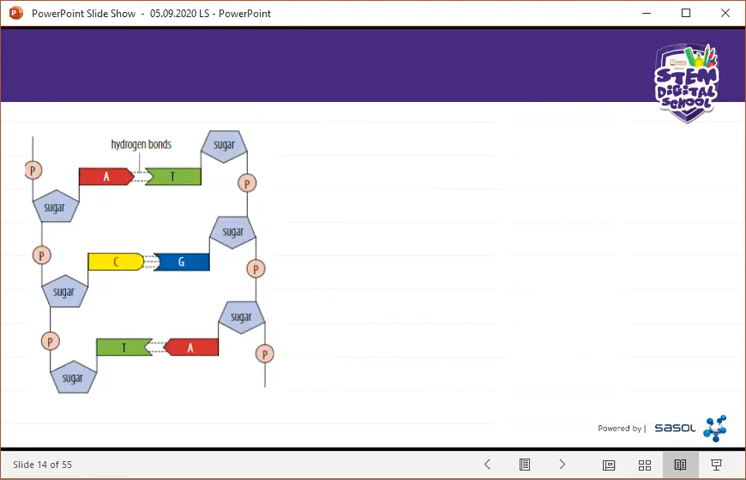 PowerPoint Slide Show - 05.09.2020 LS - PowerPoint
STEM
DIGITAL
SCHOOL
hydrogen bonds
sugar
P
A
T
P
sugar
sugar
P
C
G
sugar
P
sugar
P
T
A
P
sugar
Powered by | sasol
Slide 14 of 55